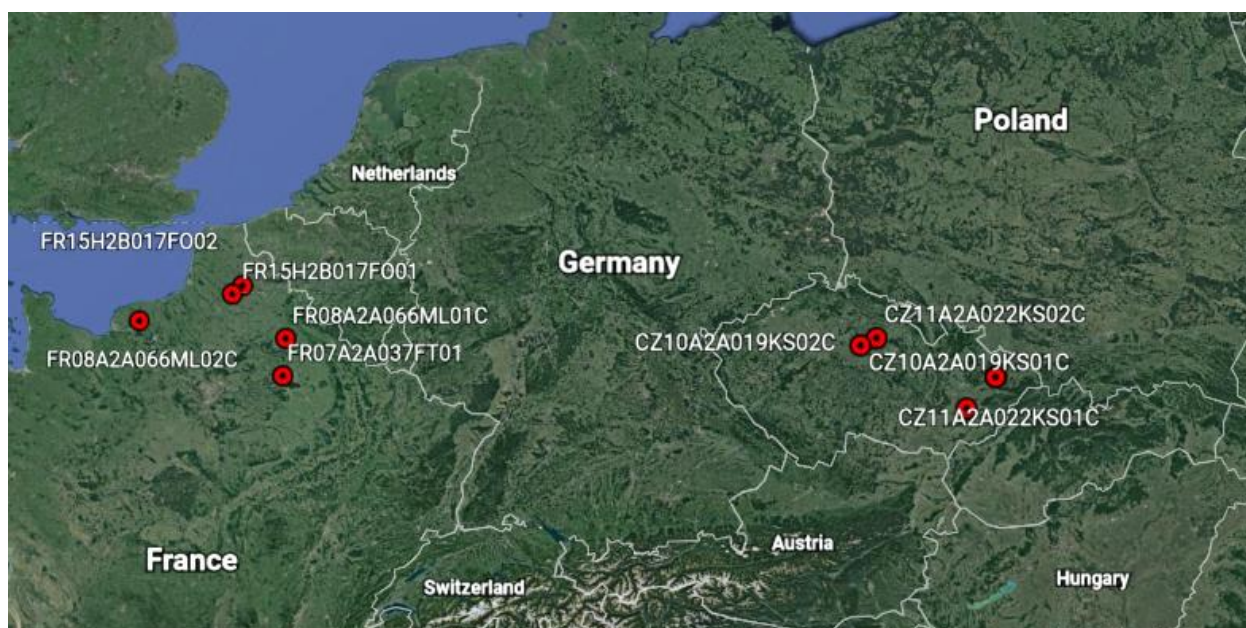 Poland
Netherlands
FR15H2B017FO02
Germany
FR15H2B017FO01
FR08A2A066ML01C
CZ11A2A022KS02C
CZ10A2A019KS02C
FR07A2A037FT01
FR08A2A066ML02C
CZ10A2A019KS01C
CZ11A2A022KS01C
Austria
France
Switzerland
Hungary